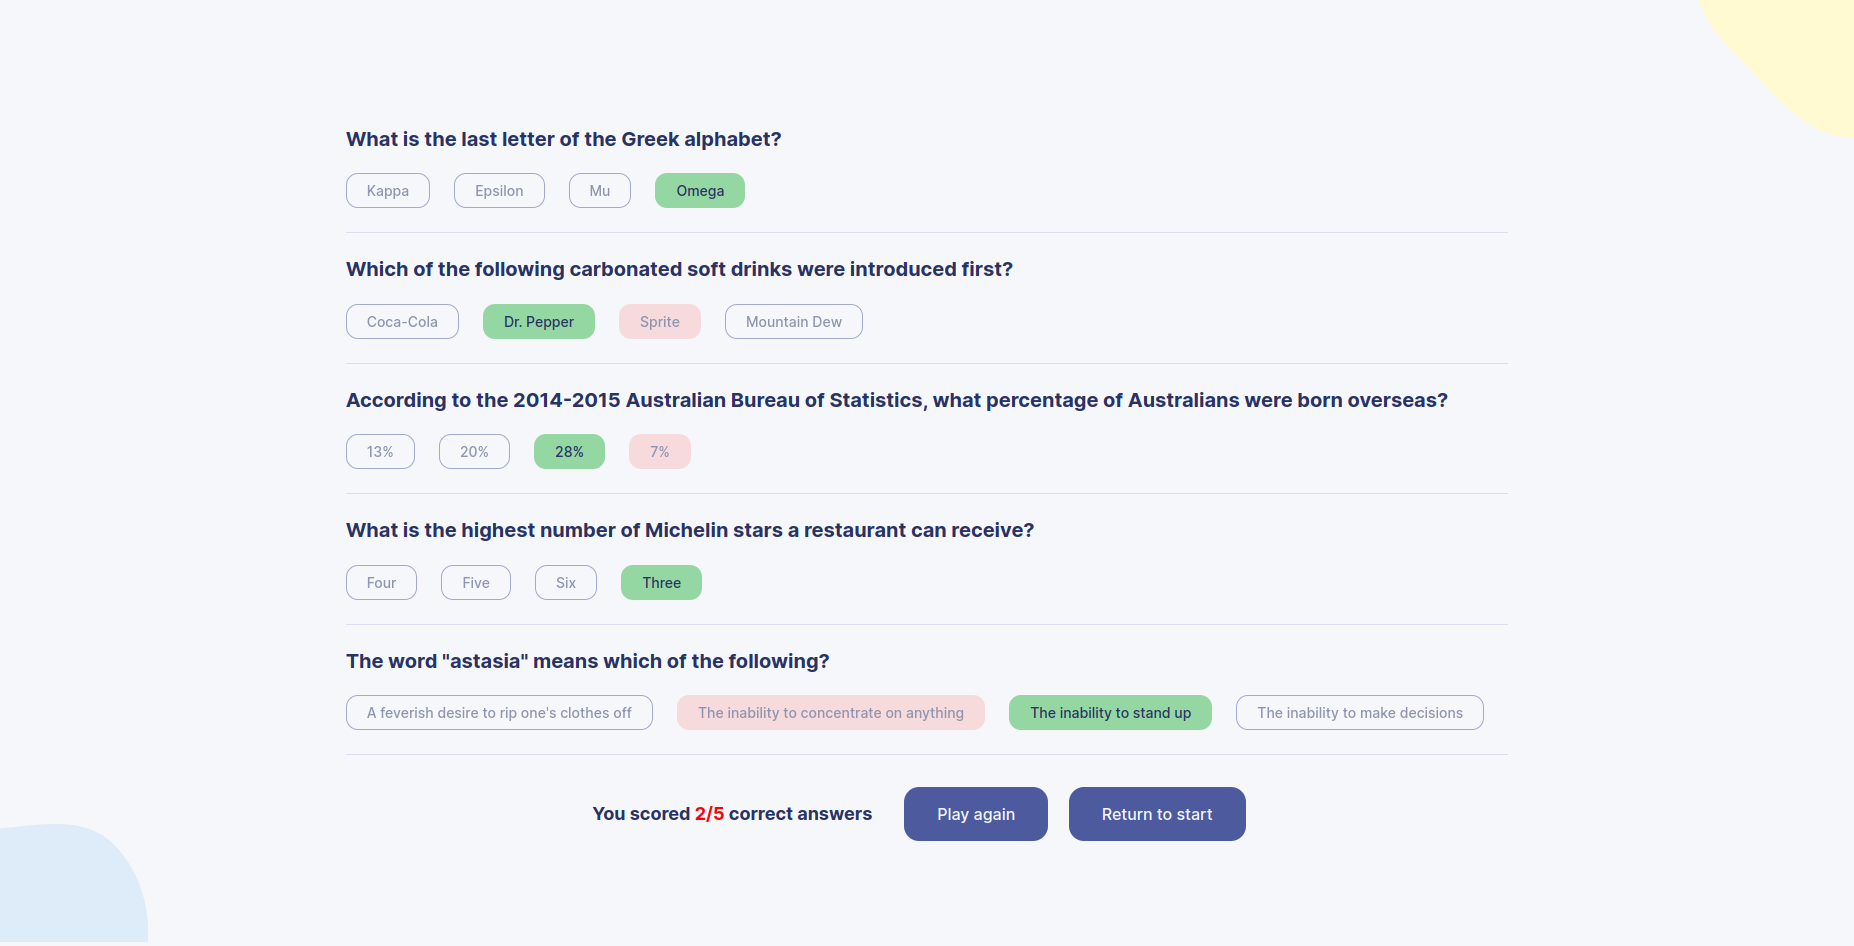 What is the last letter of the Greek alphabet?
Kappa Epsilon Mu Omega
Which of the following carbonated soft drinks were introduced first?
Coca-Cola Dr. Pepper Sprite Mountain Dew
According to the 2014-2015 Australian Bureau of Statistics, what percentage of Australians were born overseas?
13% 20% 28% 7%
What is the highest number of Michelin stars a restaurant can receive?
Four Five Six Three
The word "astasia" means which of the following?
A feverish desire to rip one's clothes off The inability to concentrate on anything The inability to stand up The inability to make decisions
You scored 2/5 correct answers Play again Return to start